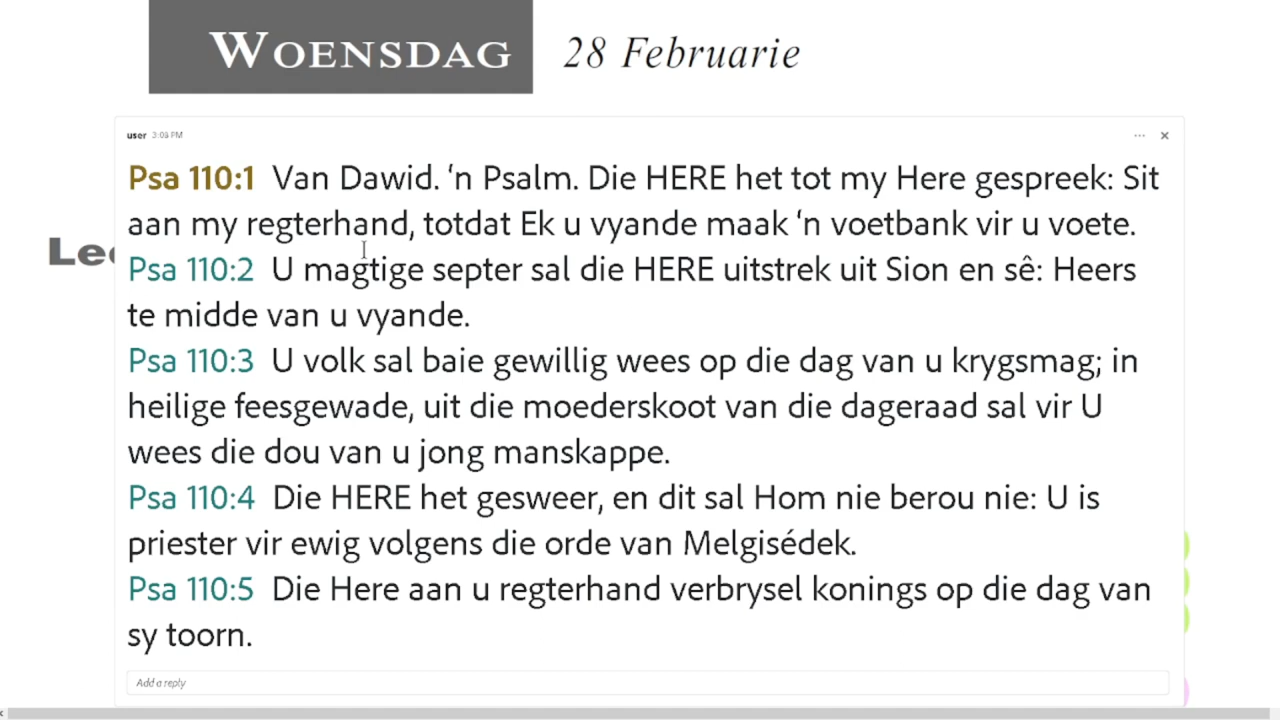 WOENSDAG 28 Februarie
user 3:03 PM
Psa 110:1 Van Dawid. ‘n Psalm. Die HERE het tot my Here gespreek: Sit
aan my regterhand, totdat Ek u vyande maak ‘n voetbank vir u voete.
Psa 110:2 U magtige septer sal die HERE uitstrek uit Sion en sê: Heers
te midde van u vyande.
Psa 110:3 U volk sal baie gewillig wees op die dag van u krygsmag; in
heilige feesgewade, uit die moederskoot van die dageraad sal vir U
wees die dou van u jong manskappe.
Psa 110:4 Die HERE het gesweer, en dit sal Hom nie berou nie: U is
priester vir ewig volgens die orde van Melgisédek.
Psa 110:5 Die Here aan u regterhand verbrysel konings op die dag van
sy toorn.
Add a reply